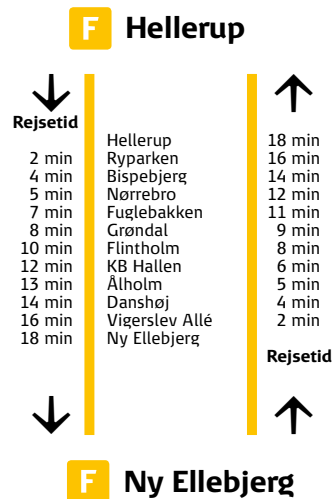 F Hellerup
Rejsetid
Hellerup 18 min
2 min Ryparken 16 min
4 min Bispebjerg 14 min
5 min Nørrebro 12 min
7 min Fuglebakken 11 min
8 min Grøndal 9 min
10 min Flintholm 8 min
12 min KB Hallen 6 min
13 min Ålholm 5 min
14 min Danshøj 4 min
16 min Vigerslev Allé 2 min
18 min Ny Ellebjerg
Rejsetid
F Ny Ellebjerg